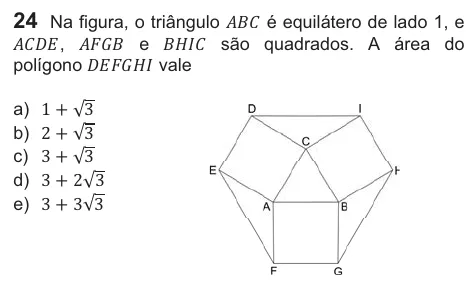 24 Na figura, o triângulo ABC é equilátero de lado 1, e
ACDE, AFGB e BHIC são quadrados. A área do
polígono DEFGHI vale
a) 1 + √3
b) 2 + √3
c) 3 + √3
d) 3 + 2√3
e) 3 + 3√3
D I
C
E H
A B
F G